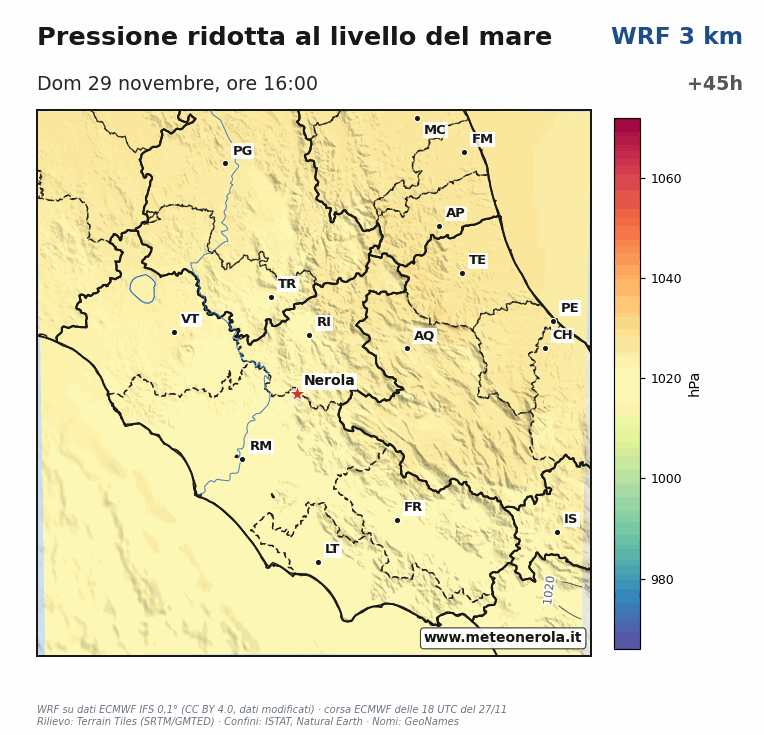 Pressione ridotta al livello del mare
WRF 3 km
Dom 29 novembre, ore 16:00
+45h
MC
FM
PG
AP
TE
TR
PE
VT
RI
AQ
CH
Nerola
RM
FR
IS
LT
1020
www.meteonerola.it
1060
1040
1020
1000
980
hPa
WRF su dati ECMWF IFS 0,1° (CC BY 4.0, dati modificati) · corsa ECMWF delle 18 UTC del 27/11
Rilievo: Terrain Tiles (SRTM/GMTED) · Confini: ISTAT, Natural Earth · Nomi: GeoNames